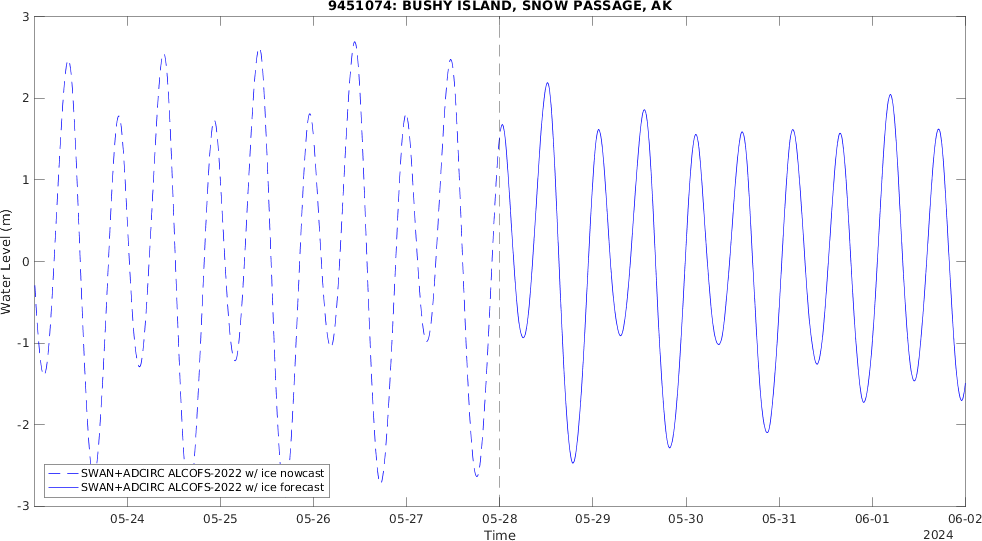 9451074: BUSHY ISLAND, SNOW PASSAGE, AK
3
2
1
0
-1
-2
-3
Water Level (m)
SWAN+ADCIRC ALCOFS-2022 w/ ice nowcast
SWAN+ADCIRC ALCOFS-2022 w/ ice forecast
05-24 05-25 05-26 05-27 05-28 05-29 05-30 05-31 06-01 06-02
Time
2024